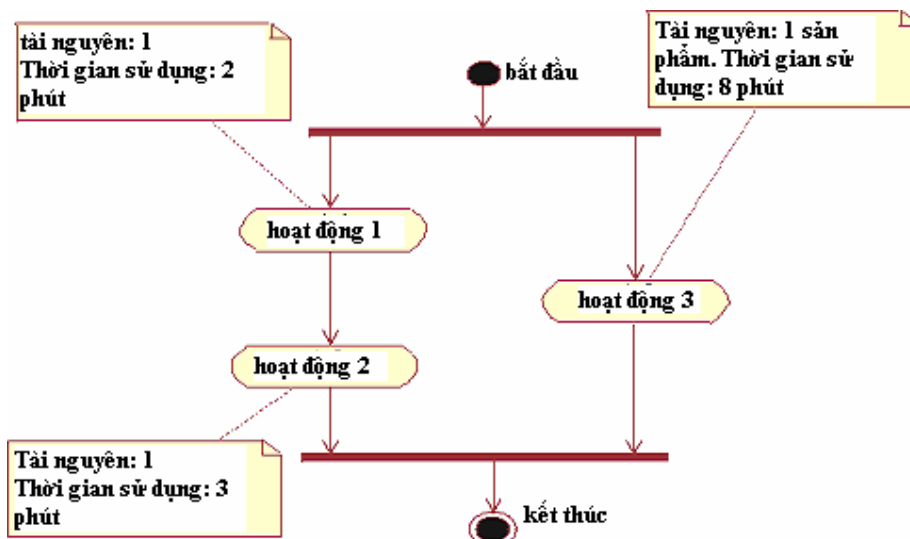 tài nguyên: 1
Thời gian sử dụng: 2
phút
Tài nguyên: 1 sản
phẩm. Thời gian sử
dụng: 8 phút
bắt đầu
hoạt động 1
hoạt động 3
hoạt động 2
Tài nguyên: 1
Thời gian sử dụng: 3
phút
kết thúc